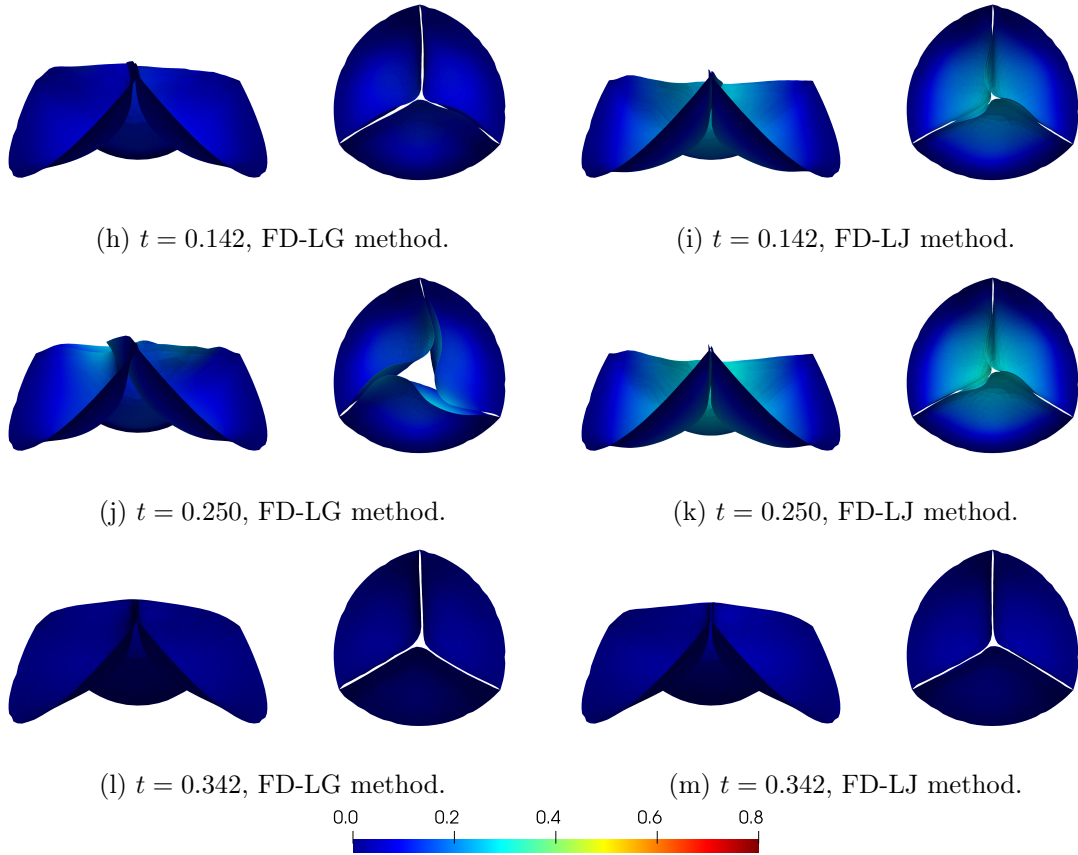 (h) t = 0.142, FD-LG method.
(i) t = 0.142, FD-LJ method.
(j) t = 0.250, FD-LG method.
(k) t = 0.250, FD-LJ method.
(l) t = 0.342, FD-LG method.
(m) t = 0.342, FD-LJ method.
0.0 0.2 0.4 0.6 0.8